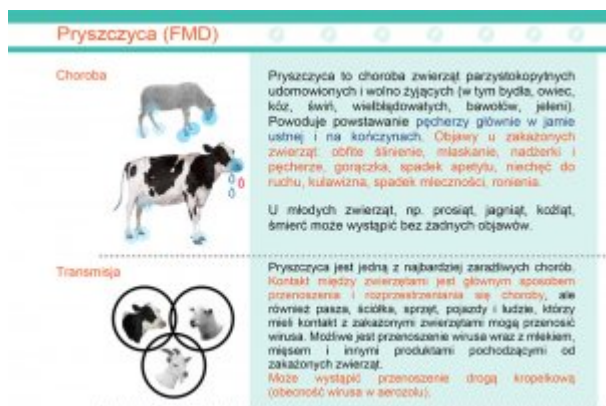 Pryszczyca (FMD)
Choroba
Pryszczyca to choroba zwierząt parzystokopytnych
udomowionych i wolno żyjących (w tym bydła, owiec,
kóz, świń, wielbłądowatych, bawołów, jeleni).
Powoduje powstawanie pęcherzy głównie w jamie
ustnej i na kończynach. Objawy u zakażonych
zwierząt: obfite ślinienie, mlaskanie, nadżerki i
pęcherze, gorączka, spadek apetytu, niechęć do
ruchu, kulawizna, spadek mleczności, ronienia.
U młodych zwierząt, np. prosiąt, jagniąt, koźląt,
śmierć może wystąpić bez żadnych objawów.
Transmisja
Pryszczyca jest jedną z najbardziej zaraźliwych chorób.
Kontakt między zwierzętami jest głównym sposobem
przenoszenia i rozprzestrzeniania się choroby, ale
również pasza, ściółka, sprzęt, pojazdy i ludzie, którzy
mieli kontakt z zakażonymi zwierzętami mogą przenosić
wirusa. Możliwe jest przenoszenie wirusa wraz z mlekiem,
mięsem i innymi produktami pochodzącymi od
zakażonych zwierząt.
Może wystąpić przenoszenie drogą kropelkową
(obecność wirusa w aerozolu).